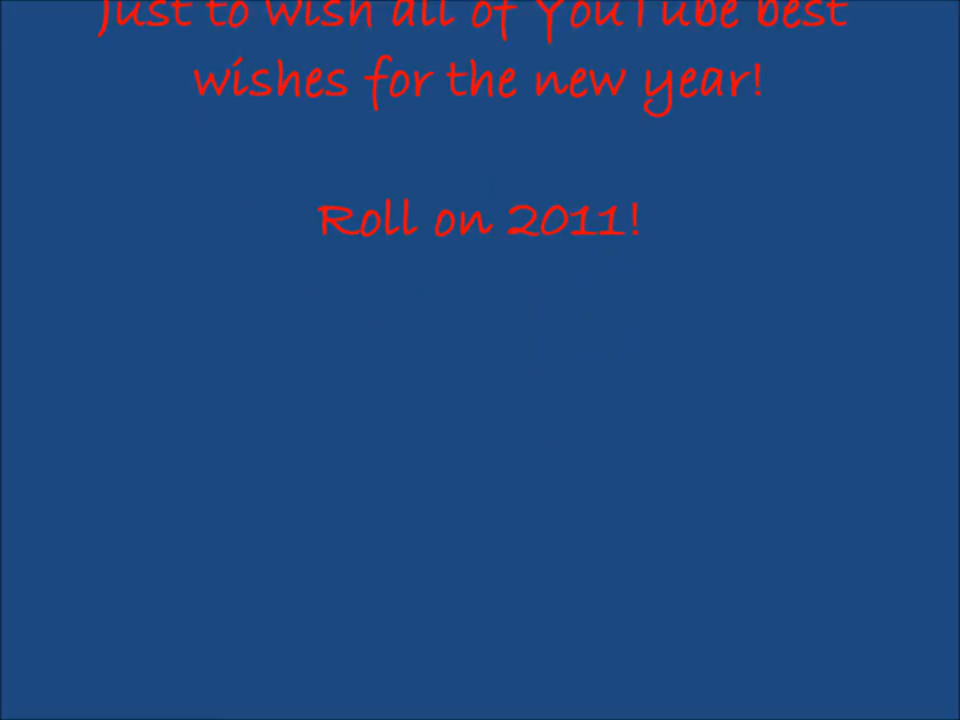 Just to wish all of YouTube best
wishes for the new year!
Roll on 2011!